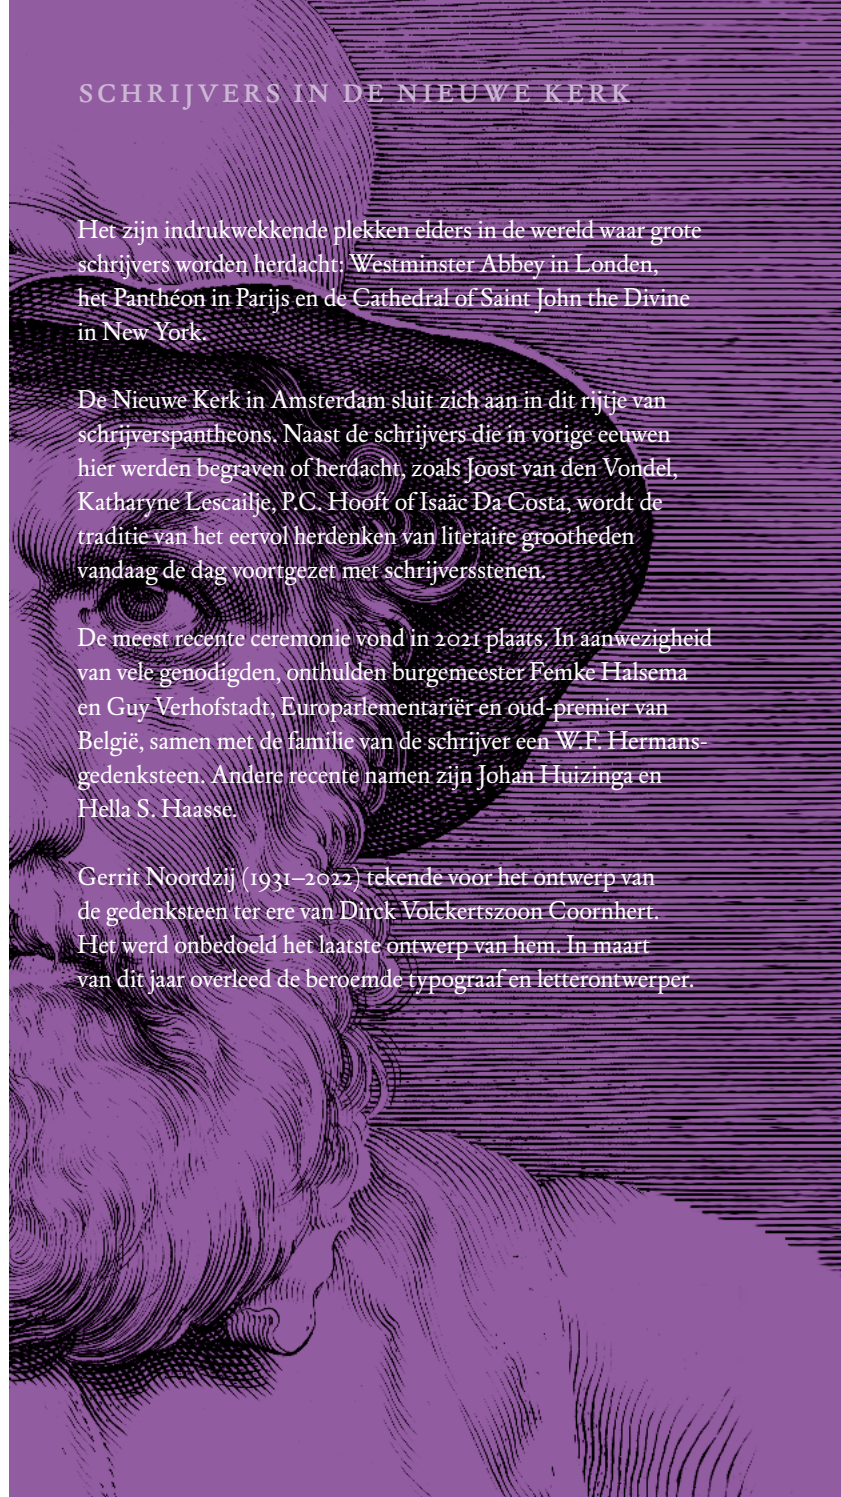 SCHRIJVERS IN DE NIEUWE KERK
Het zijn indrukwekkende plekken elders in de wereld waar grote
schrijvers worden herdacht: Westminster Abbey in Londen,
het Panthéon in Parijs en de Cathedral of Saint John the Divine
in New York.
De Nieuwe Kerk in Amsterdam sluit zich aan in dit rijtje van
schrijverspantheons. Naast de schrijvers die in vorige eeuwen
hier werden begraven of herdacht, zoals Joost van den Vondel,
Katharyne Lescailje, P.C. Hooft of Isaäc Da Costa, wordt de
traditie van het eervol herdenken van literaire grootheden
vandaag de dag voortgezet met schrijversstenen.
De meest recente ceremonie vond in 2021 plaats. In aanwezigheid
van vele genodigden, onthulden burgemeester Femke Halsema
en Guy Verhofstadt, Europarlementariër en oud-premier van
België, samen met de familie van de schrijver een W.F. Hermans-
gedenksteen. Andere recente namen zijn Johan Huizinga en
Hella S. Haasse.
Gerrit Noordzij (1931–2022) tekende voor het ontwerp van
de gedenksteen ter ere van Dirck Volckertszoon Coornhert.
Het werd onbedoeld het laatste ontwerp van hem. In maart
van dit jaar overleed de beroemde typograaf en letterontwerper.